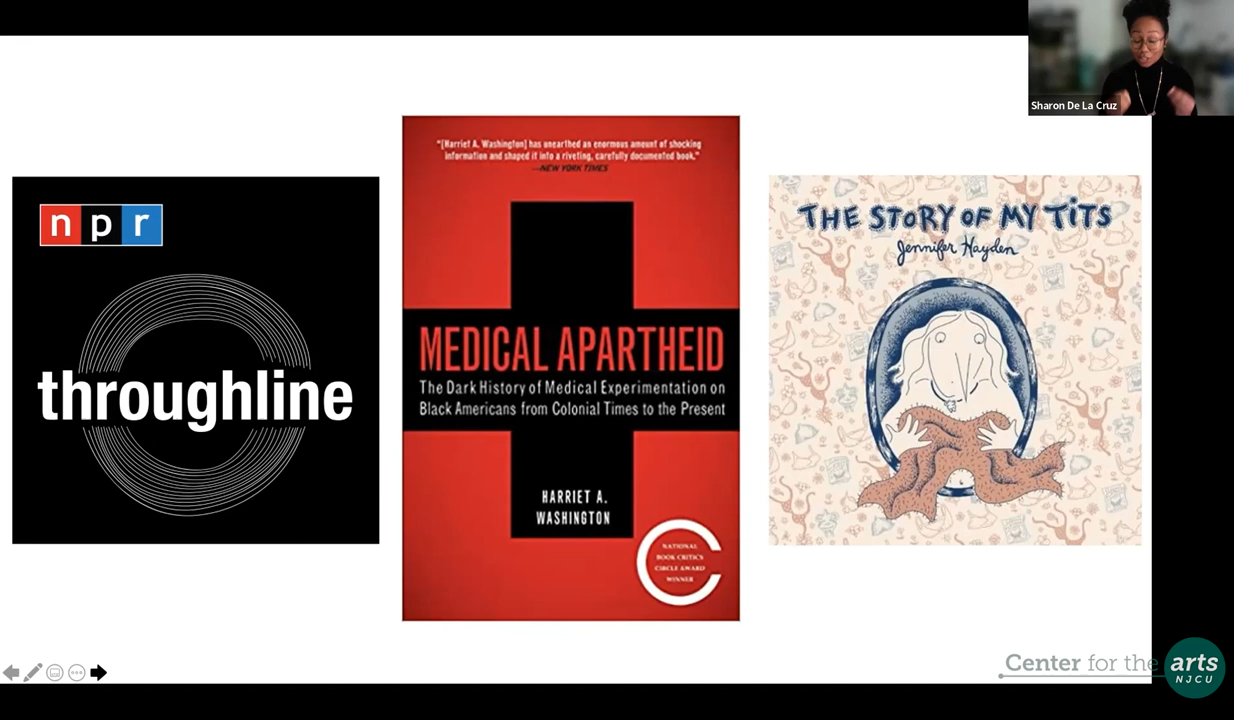 Sharon De La Cruz
npr
throughline
"[Harriet A. Washington] has unearthed an enormous amount of shocking
information and shaped it into a riveting, carefully documented book."
—NEW YORK TIMES
MEDICAL APARTHEID
The Dark History of Medical Experimentation on
Black Americans from Colonial Times to the Present
HARRIET A.
WASHINGTON
NATIONAL
BOOK CRITICS
CIRCLE AWARD
WINNER
THE STORY OF MY TiTS
Jennifer Hayden
Center for the arts
NJCU